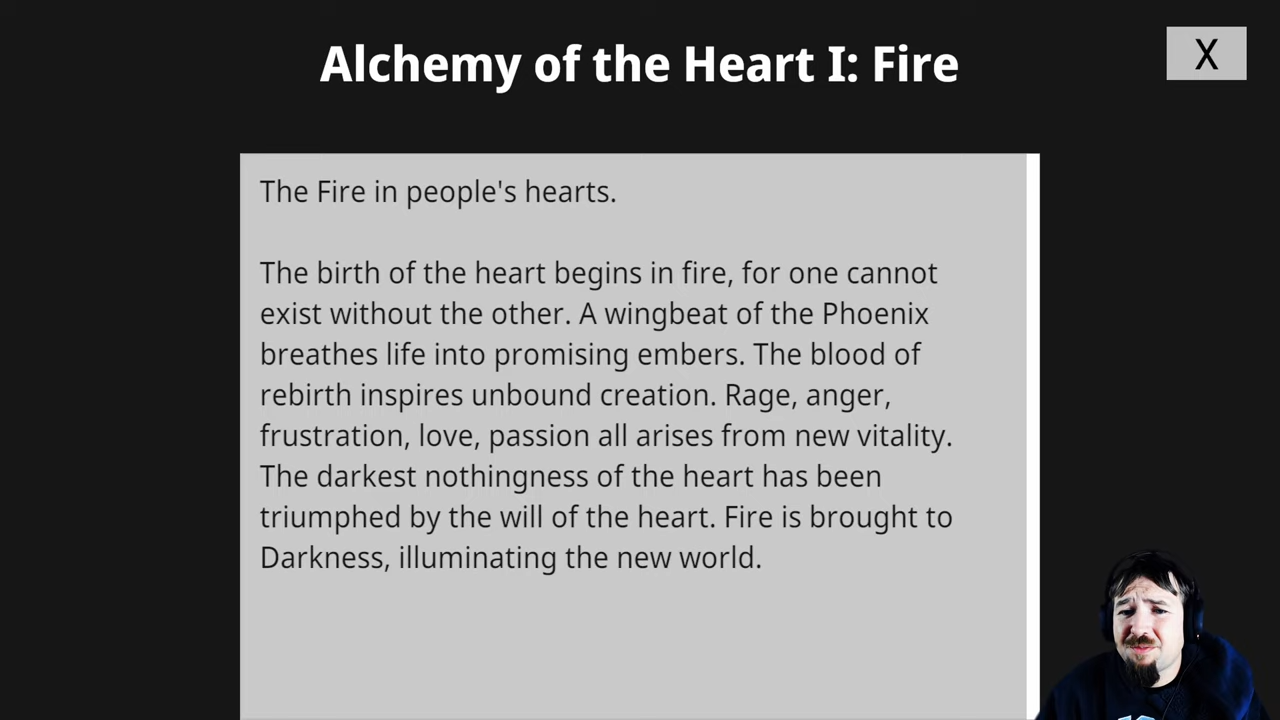 Alchemy of the Heart I: Fire
X
The Fire in people's hearts.
The birth of the heart begins in fire, for one cannot
exist without the other. A wingbeat of the Phoenix
breathes life into promising embers. The blood of
rebirth inspires unbound creation. Rage, anger,
frustration, love, passion all arises from new vitality.
The darkest nothingness of the heart has been
triumphed by the will of the heart. Fire is brought to
Darkness, illuminating the new world.